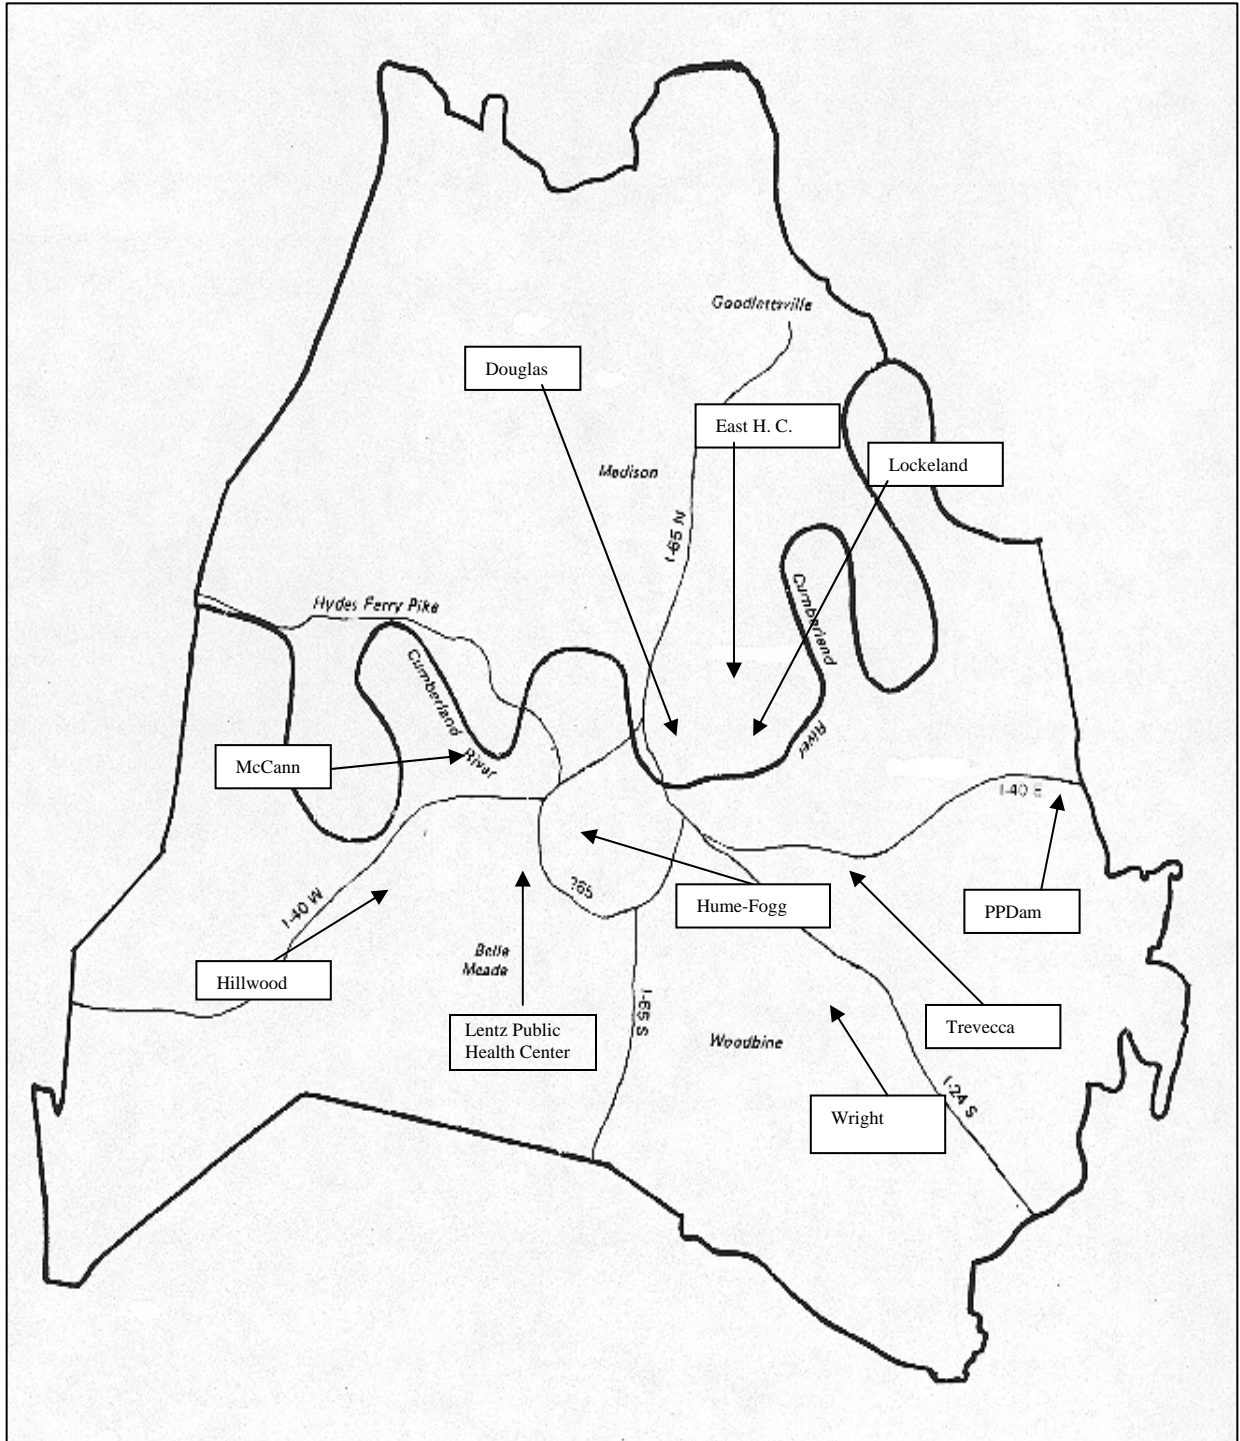 Goodlettsville
Douglas
East H. C.
Lockeland
Madison
I-65 N
Hydes Ferry Pike
Cumberland
River
Cumberland
River
McCann
I-40 E
I-40 W
?65
Hume-Fogg
PPDam
Belle
Meade
Hillwood
I-65 S
Lentz Public
Health Center
Woodbine
Trevecca
I-24 S
Wright